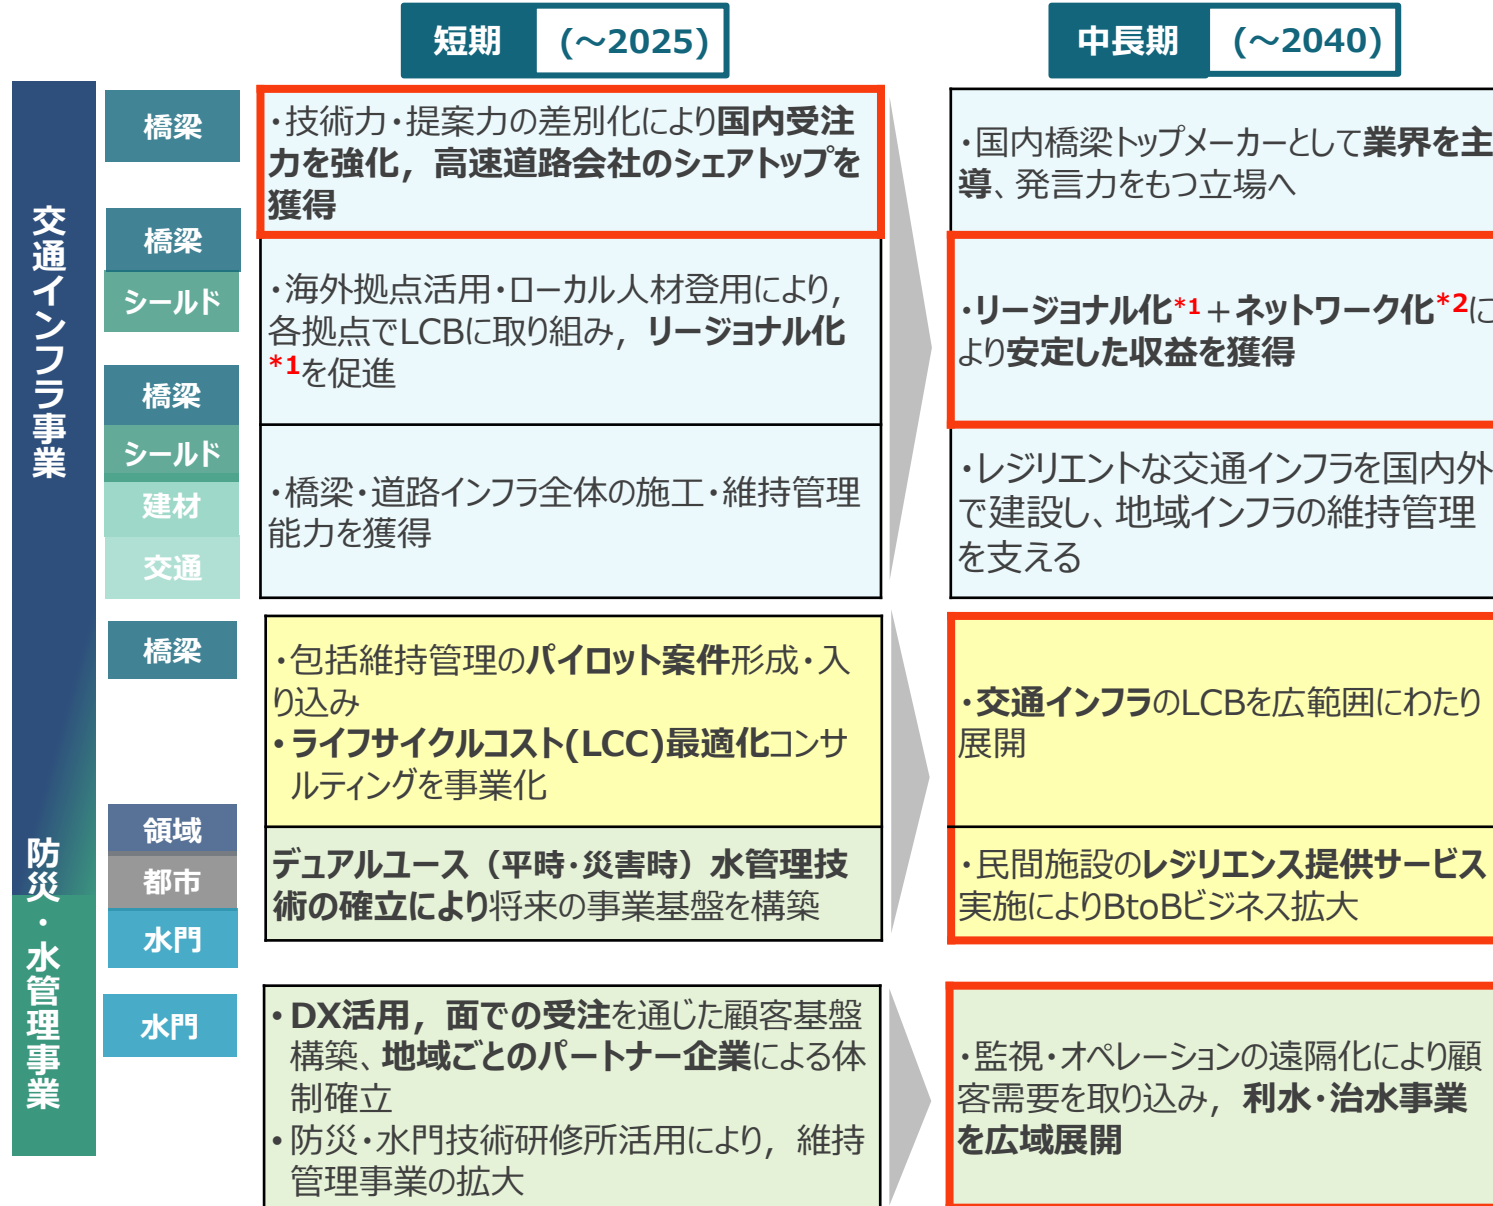 短期 (～2025)
中長期 (～2040)
交通インフラ事業
防災・水管理事業
橋梁
・技術力・提案力の差別化により国内受注
力を強化，高速道路会社のシェアトップを
獲得
・国内橋梁トップメーカーとして業界を主
導、発言力をもつ立場へ
橋梁
シールド
・海外拠点活用・ローカル人材登用により，
各拠点でLCBに取り組み，リージョナル化
*1を促進
・リージョナル化*1＋ネットワーク化*2に
より安定した収益を獲得
橋梁
シールド
建材
交通
・橋梁・道路インフラ全体の施工・維持管理
能力を獲得
・レジリエントな交通インフラを国内外
で建設し、地域インフラの維持管理
を支える
橋梁
・包括維持管理のパイロット案件形成・入
り込み
・ライフサイクルコスト(LCC)最適化コンサ
ルティングを事業化
・交通インフラのLCBを広範囲にわたり
展開
領域
都市
水門
デュアルユース（平時・災害時）水管理技
術の確立により将来の事業基盤を構築
・民間施設のレジリエンス提供サービス
実施によりBtoBビジネス拡大
水門
• DX活用，面での受注を通じた顧客基盤
構築、地域ごとのパートナー企業による体
制確立
• 防災・水門技術研修所活用により，維持
管理事業の拡大
・監視・オペレーションの遠隔化により顧
客需要を取り込み，利水・治水事業
を広域展開